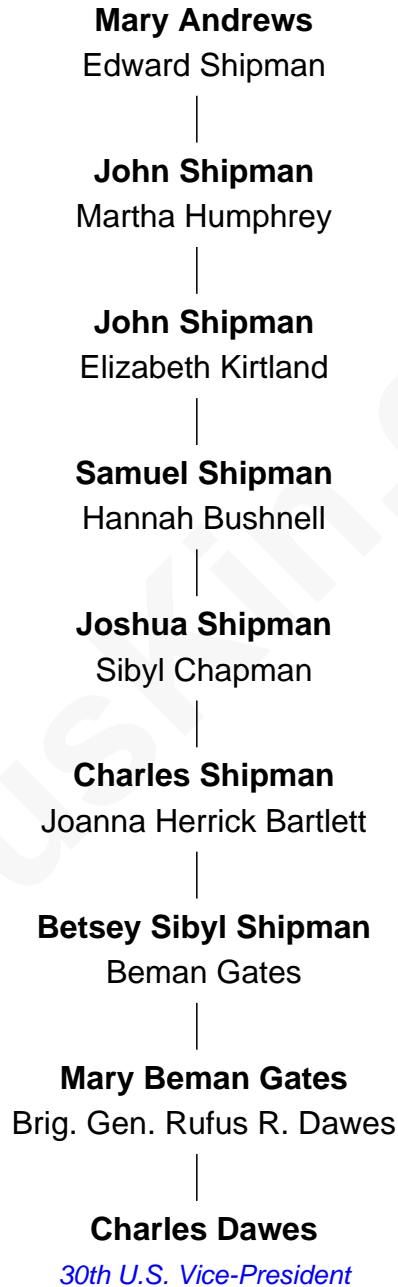 Mary Andrews
Edward Shipman
John Shipman
Martha Humphrey
John Shipman
Elizabeth Kirtland
Samuel Shipman
Hannah Bushnell
Joshua Shipman
Sibyl Chapman
Charles Shipman
Joanna Herrick Bartlett
Betsey Sibyl Shipman
Beman Gates
Mary Beman Gates
Brig. Gen. Rufus R. Dawes
Charles Dawes
30th U.S. Vice-President